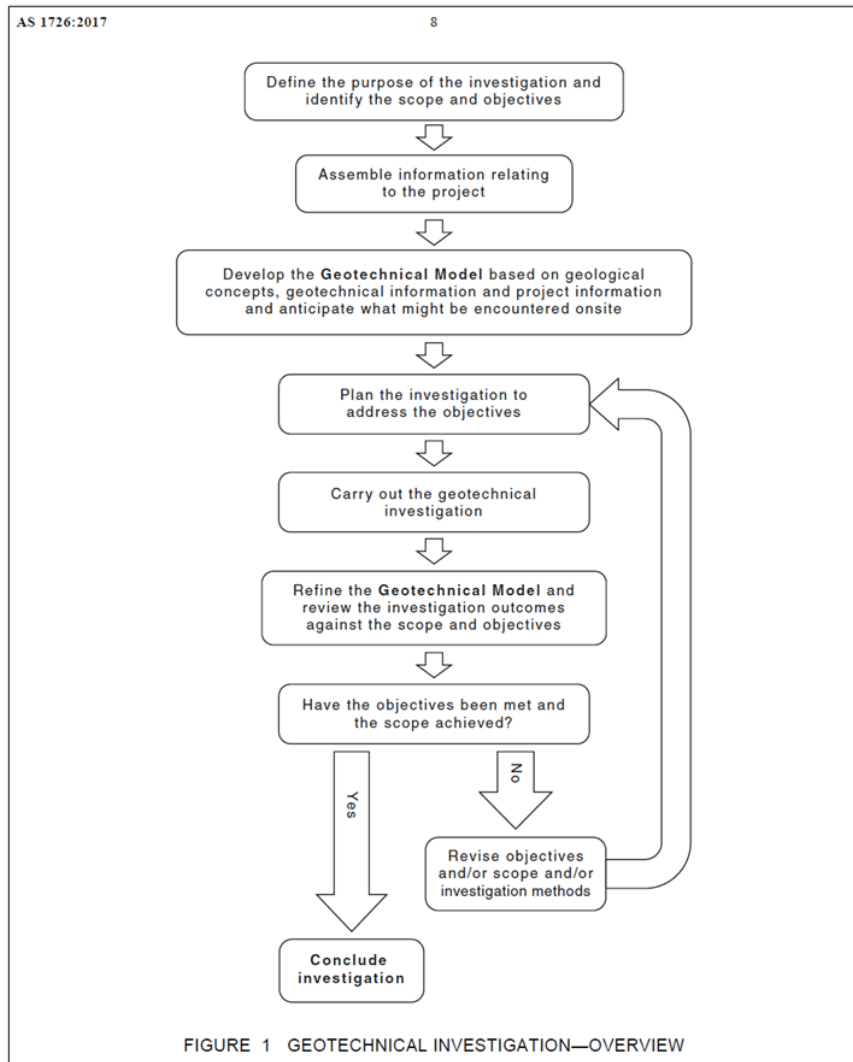 AS 1726:2017
8
Define the purpose of the investigation and
identify the scope and objectives
Assemble information relating
to the project
Develop the Geotechnical Model based on geological
concepts, geotechnical information and project information
and anticipate what might be encountered onsite
Plan the investigation to
address the objectives
Carry out the geotechnical
investigation
Refine the Geotechnical Model and
review the investigation outcomes
against the scope and objectives
Have the objectives been met and
the scope achieved?
Yes
No
Revise objectives
and/or scope and/or
investigation methods
Conclude
investigation
FIGURE 1 GEOTECHNICAL INVESTIGATION—OVERVIEW